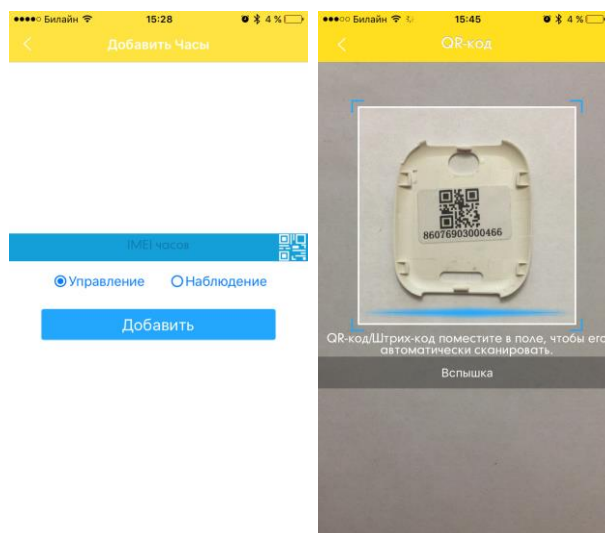 Билайн 15:28 4 %
Добавить Часы
IMEI часов
Управление Наблюдение
Добавить
Билайн 15:45 4 %
QR-код
86076903000466
QR-код/Штрих-код поместите в поле, чтобы его
автоматически сканировать.
Вспышка